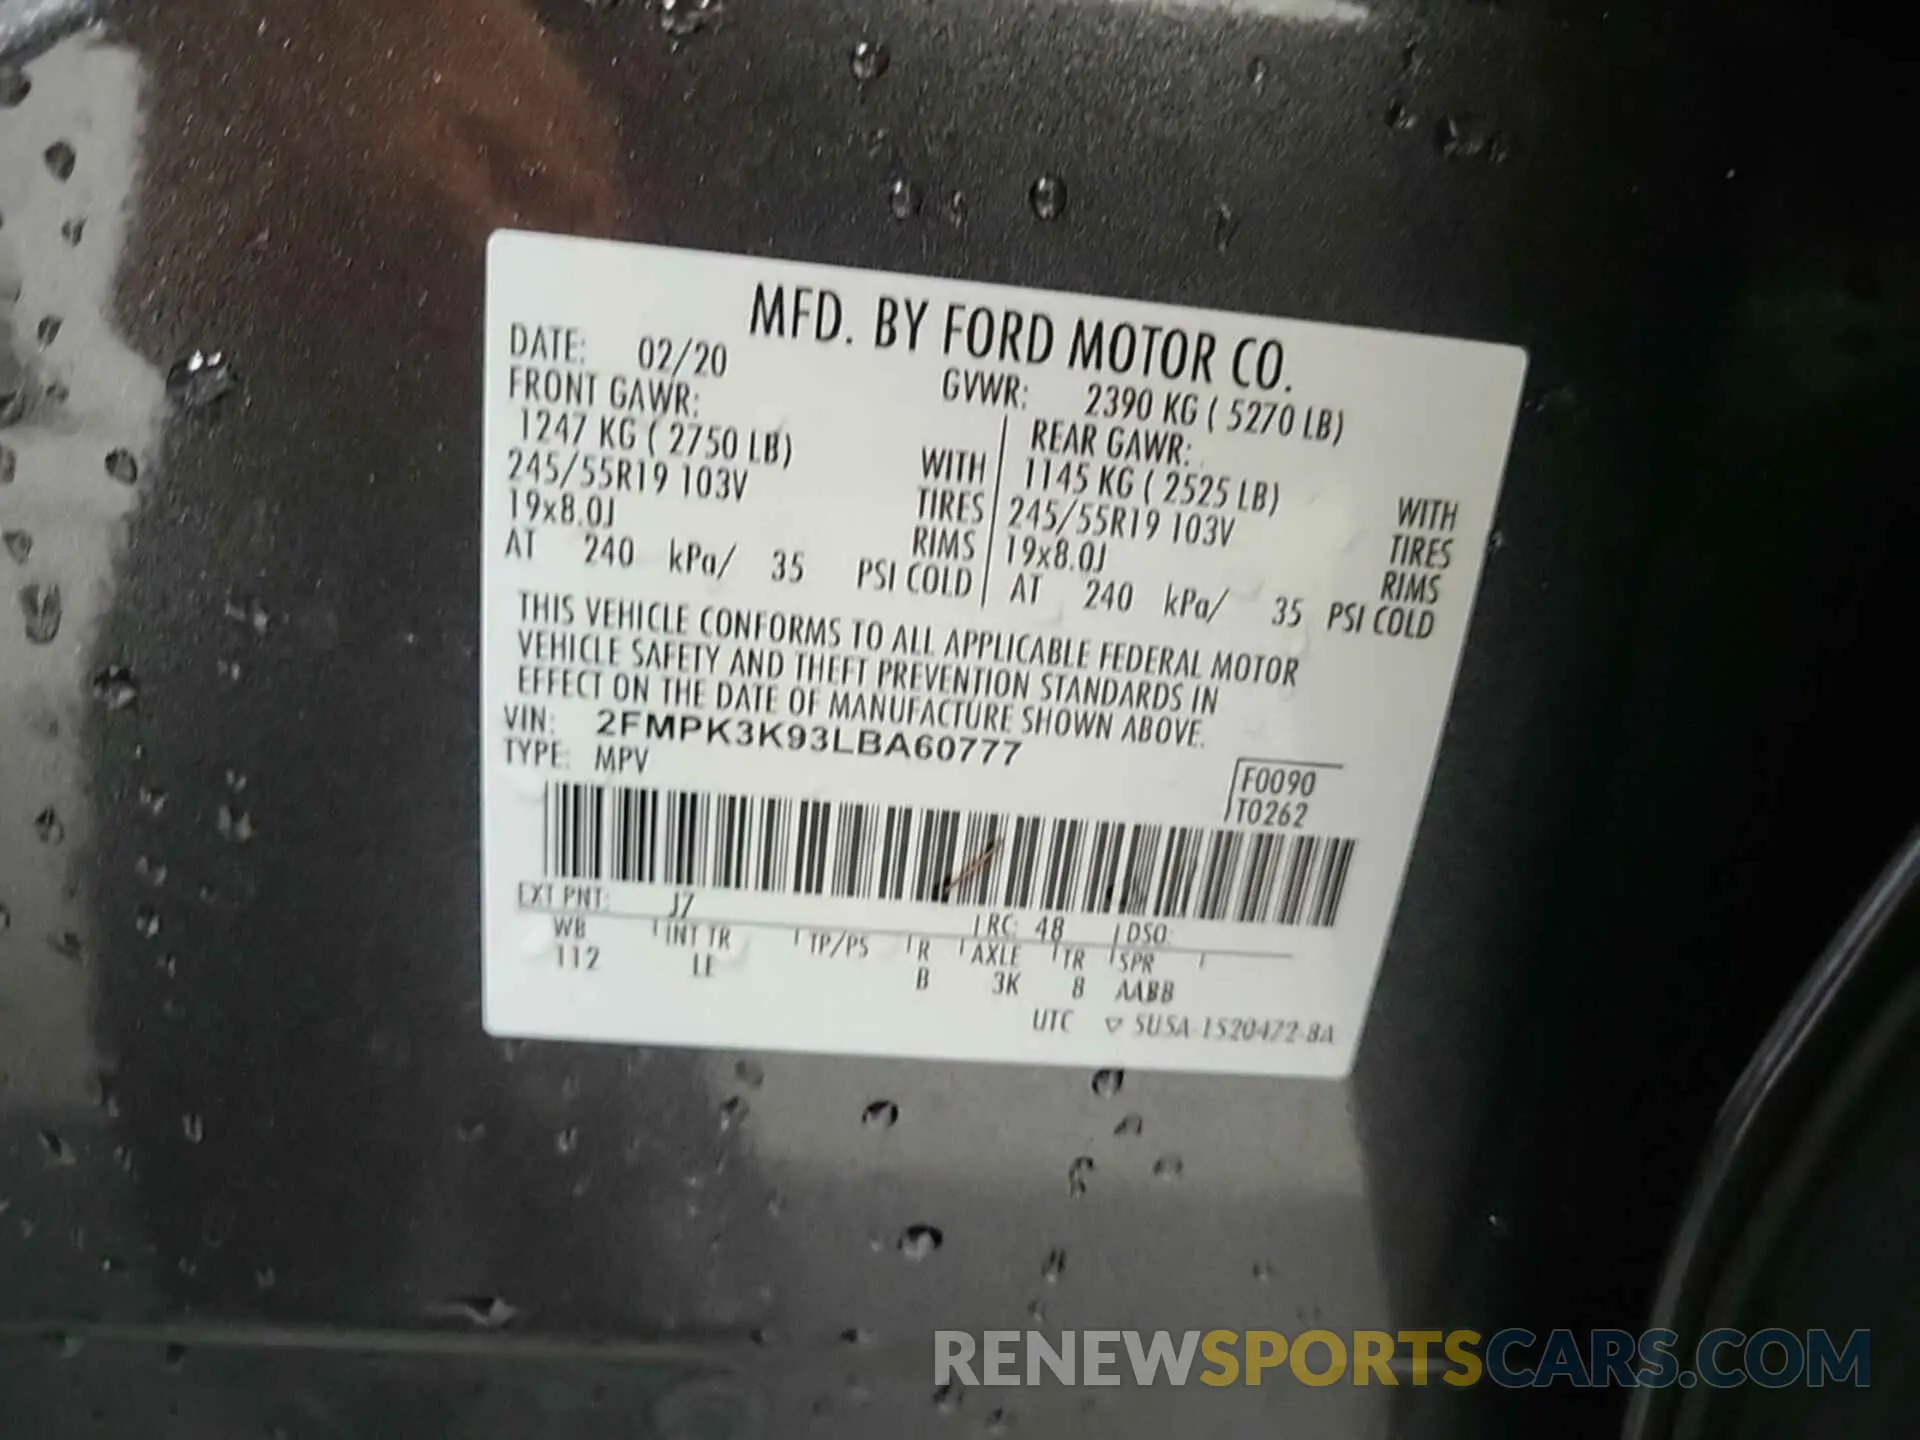 MFD. BY FORD MOTOR CO.
DATE: 02/20 GVWR: 2390 KG ( 5270 LB)
FRONT GAWR: REAR GAWR:
1247 KG ( 2750 LB) WITH 1145 KG ( 2525 LB) WITH
245/55R19 103V TIRES 245/55R19 103V TIRES
19x8.0J RIMS 19x8.0J RIMS
AT 240 kPa/ 35 PSI COLD AT 240 kPa/ 35 PSI COLD
THIS VEHICLE CONFORMS TO ALL APPLICABLE FEDERAL MOTOR
VEHICLE SAFETY AND THEFT PREVENTION STANDARDS IN
EFFECT ON THE DATE OF MANUFACTURE SHOWN ABOVE.
VIN: 2FMPK3K93LBA60777
TYPE: MPV
F0090
T0262
EXT PNT: J7 RC: 48 DSO:
WB INT TR TP/PS R AXLE TR SPR
112 LE B 3K 8 AABB
UTC 5U5A-1520472-BA
RENEWSPORTSCARS.COM